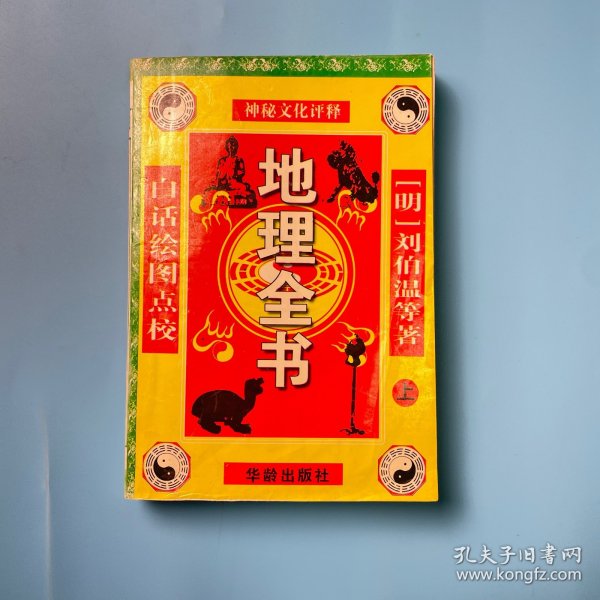 神秘文化评释
[明]刘伯温等著
地理全书
白话绘图点校
上
华龄出版社
孔夫子旧书网
www.kongfz.com